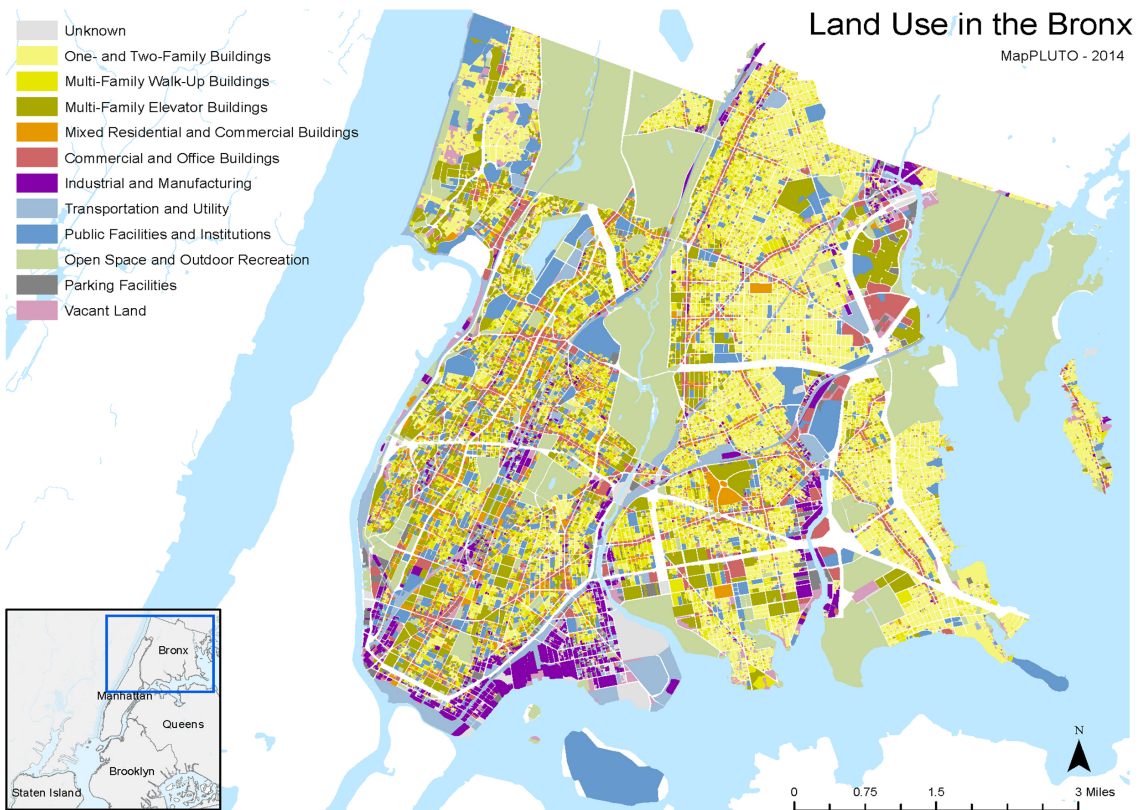 Land Use in the Bronx
MapPLUTO - 2014
Unknown
One- and Two-Family Buildings
Multi-Family Walk-Up Buildings
Multi-Family Elevator Buildings
Mixed Residential and Commercial Buildings
Commercial and Office Buildings
Industrial and Manufacturing
Transportation and Utility
Public Facilities and Institutions
Open Space and Outdoor Recreation
Parking Facilities
Vacant Land
Bronx
Manhattan
Queens
Brooklyn
Staten Island
N
0 0.75 1.5 3 Miles